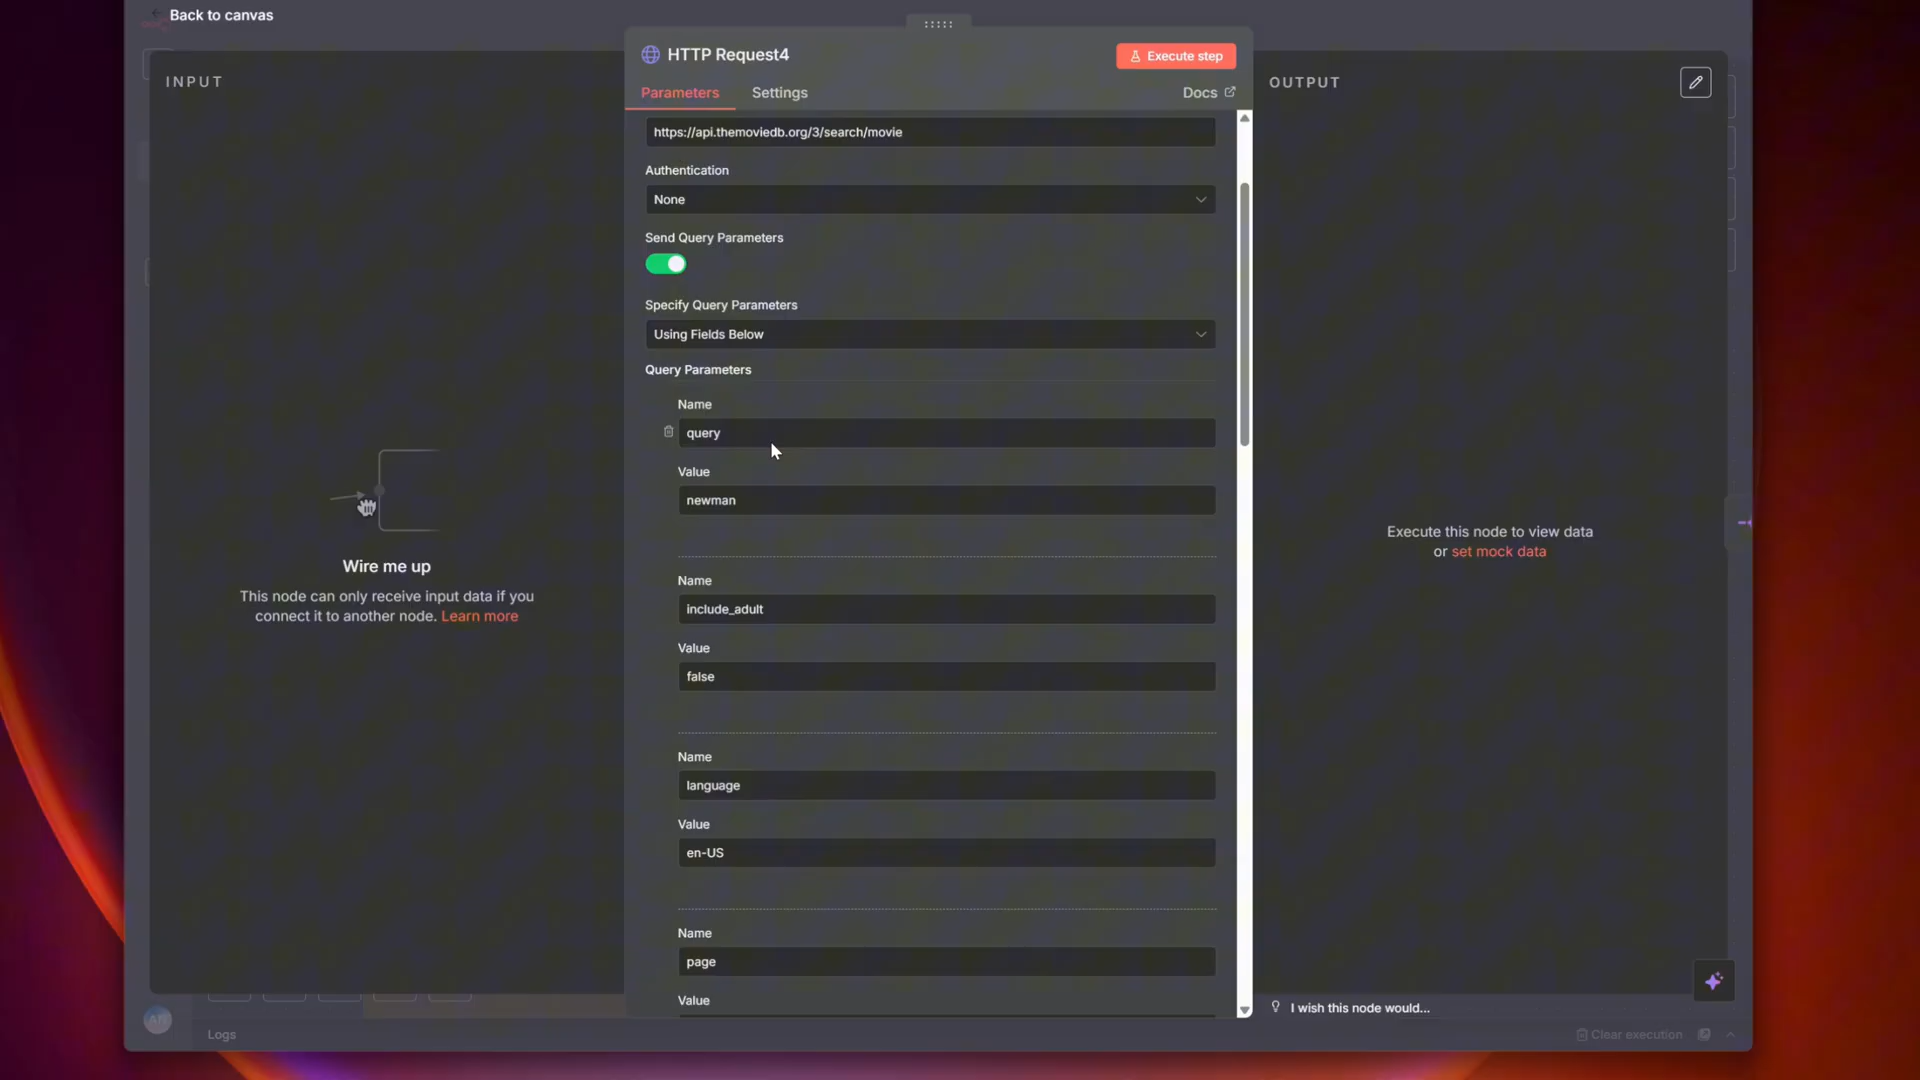 Back to canvas
INPUT
HTTP Request4
Execute step
OUTPUT
Parameters
Settings
Docs
https://api.themoviedb.org/3/search/movie
Authentication
None
Send Query Parameters
Specify Query Parameters
Using Fields Below
Query Parameters
Name
query
Value
newman
Name
include_adult
Value
false
Name
language
Value
en-US
Name
page
Value
Wire me up
This node can only receive input data if you
connect it to another node. Learn more
Execute this node to view data
or set mock data
I wish this node would...
AN
Logs
Clear execution